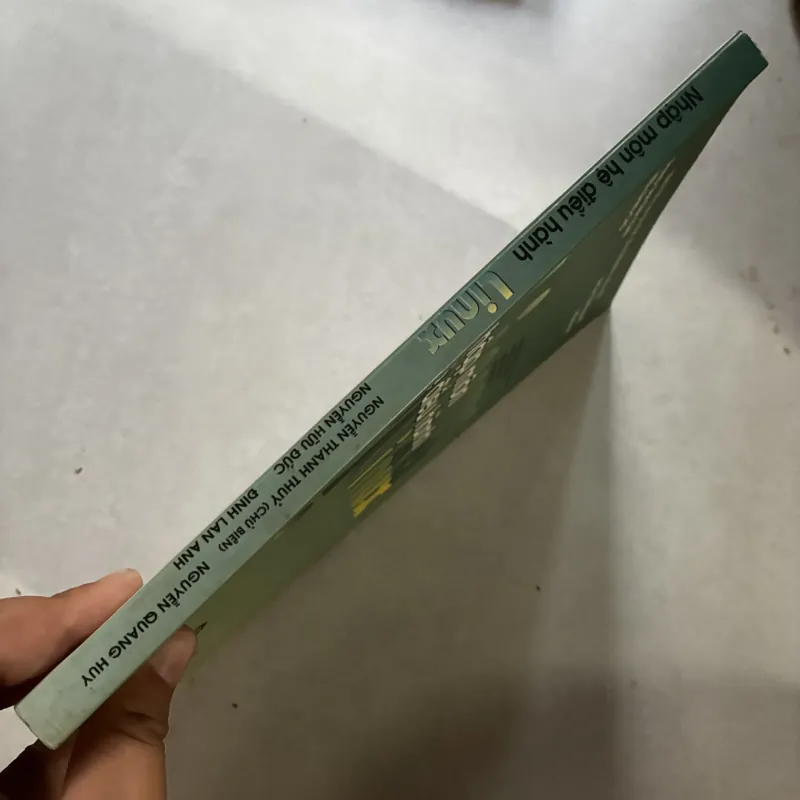 Nhập môn hệ điều hành
Linux
NGUYỄN THANH THUỶ (CHỦ BIÊN) NGUYỄN QUANG HUY
NGUYỄN HỮU ĐỨC ĐINH LAN ANH